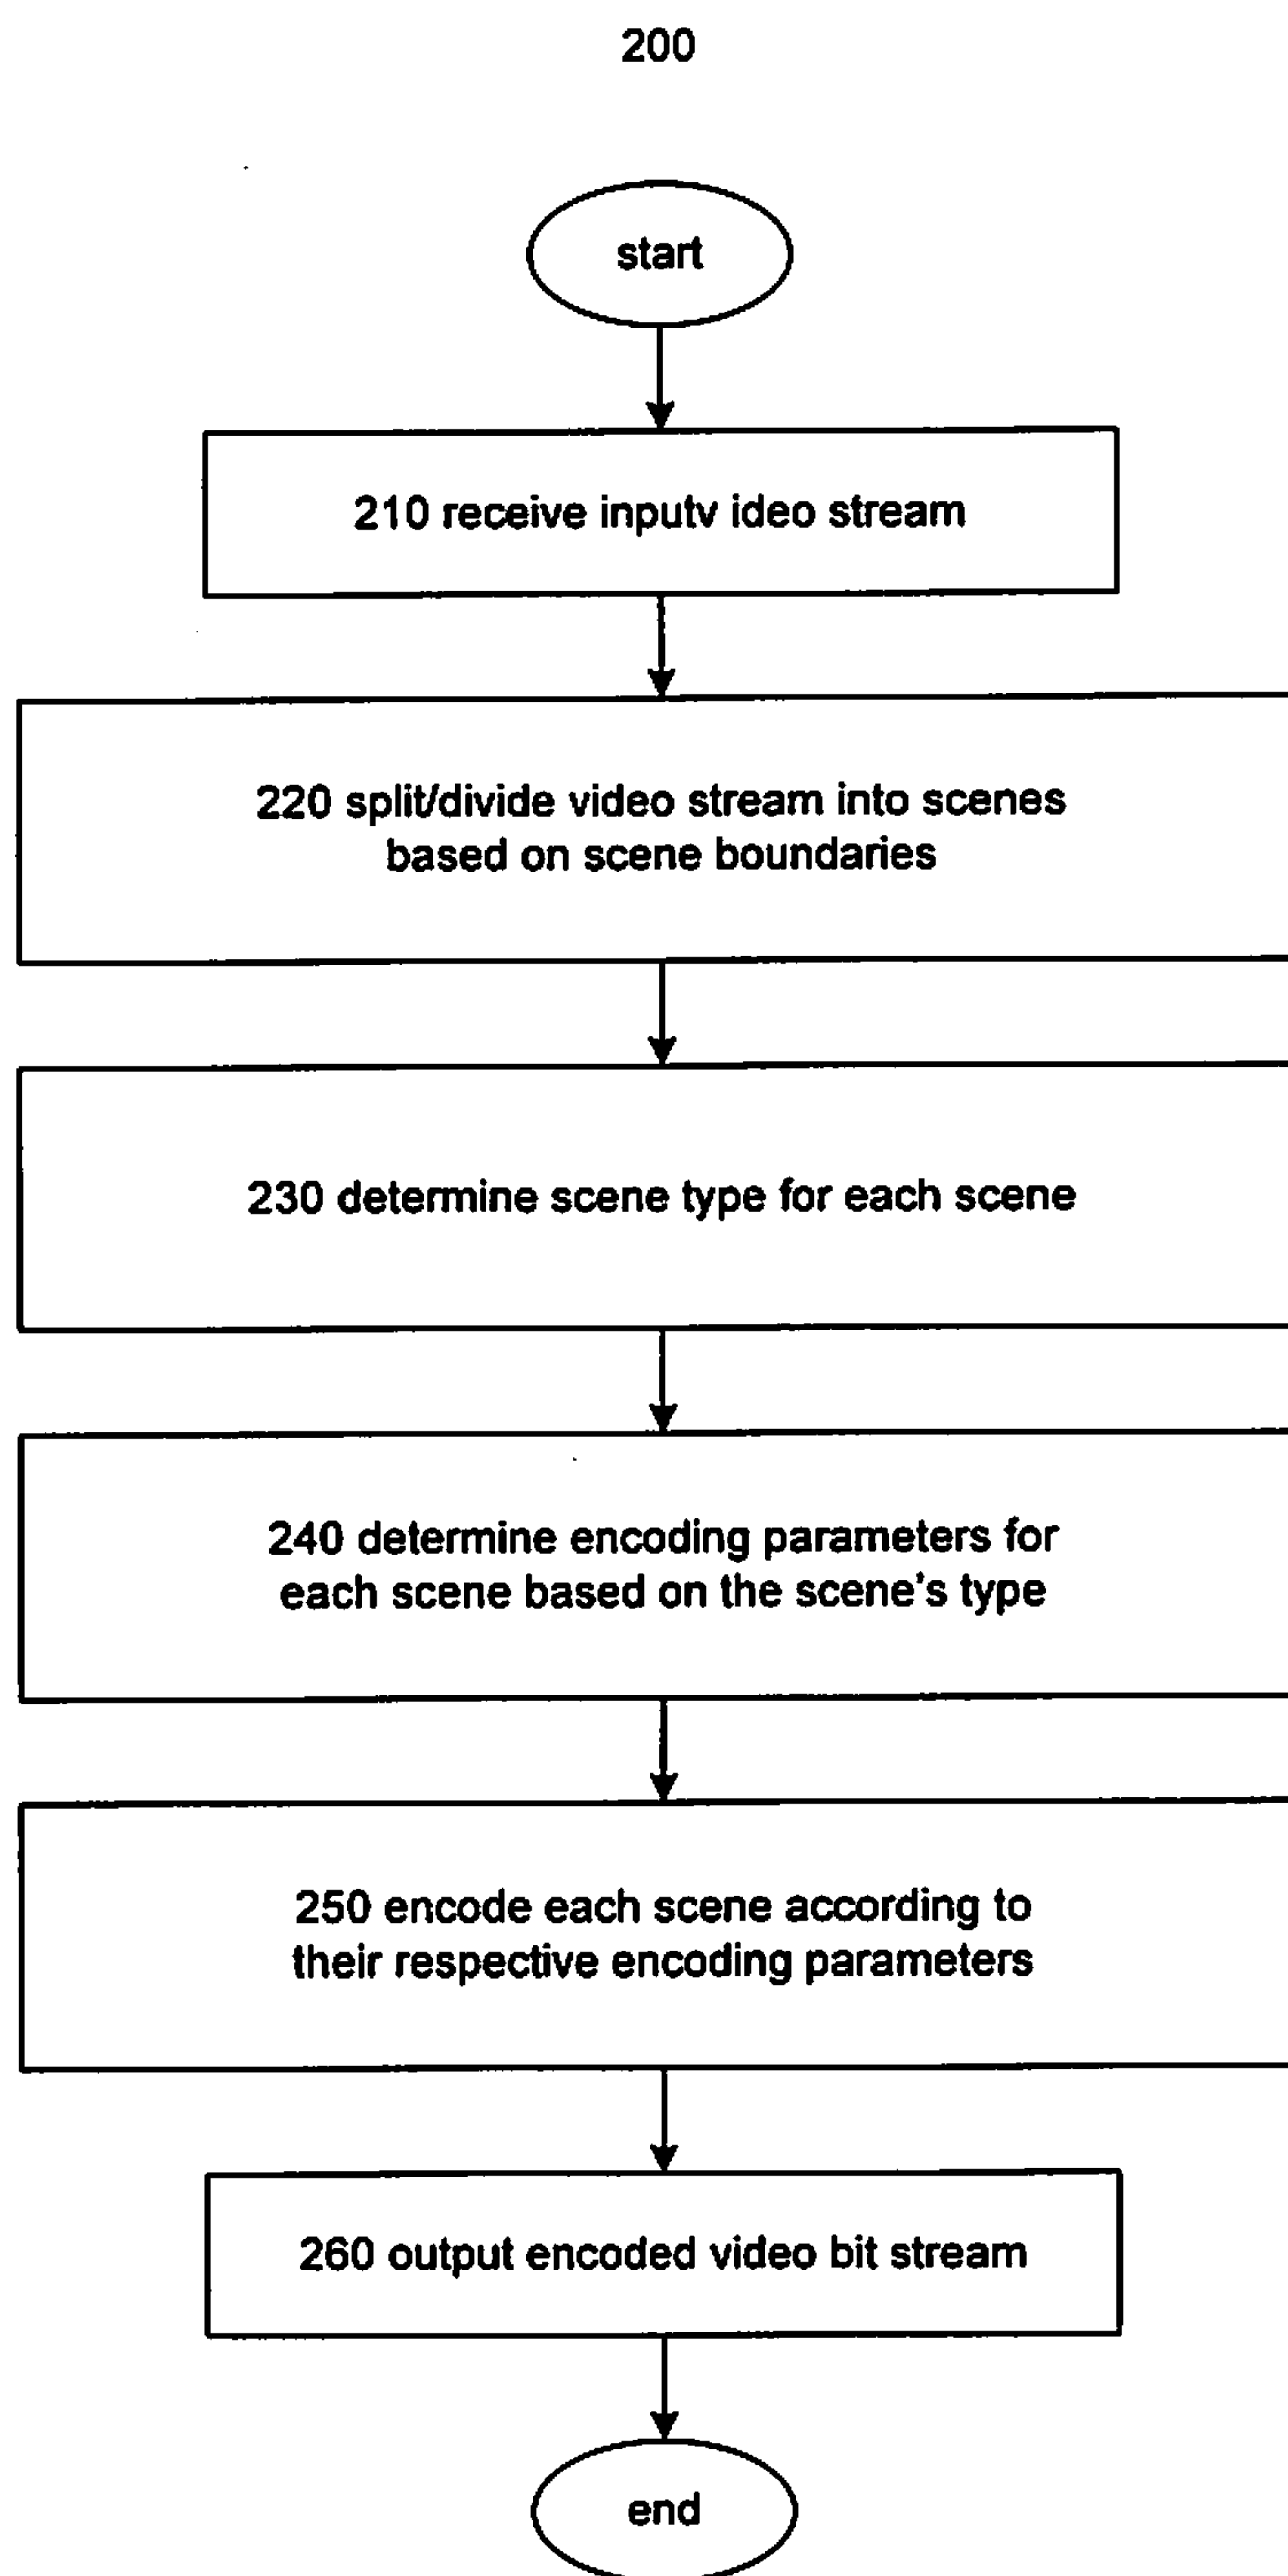 200
start
210 receive inputv ideo stream
220 split/divide video stream into scenes
based on scene boundaries
230 determine scene type for each scene
240 determine encoding parameters for
each scene based on the scene's type
250 encode each scene according to
their respective encoding parameters
260 output encoded video bit stream
end